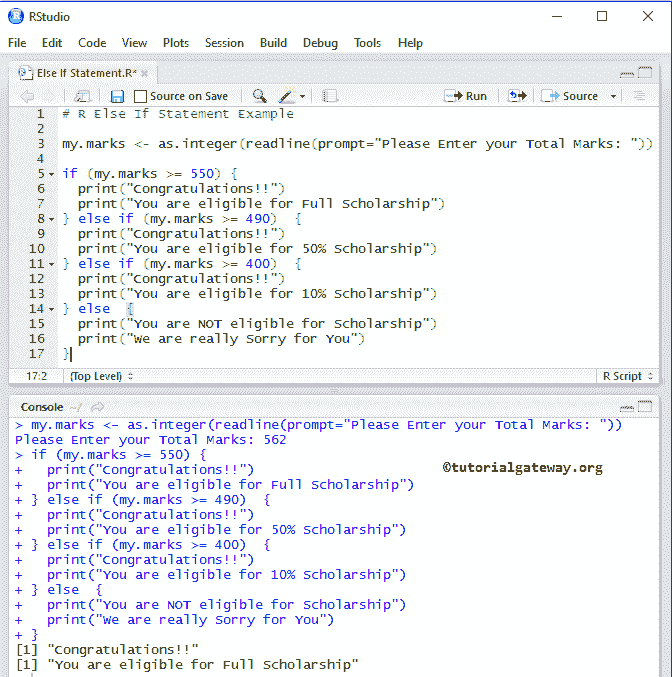 RStudio
File Edit Code View Plots Session Build Debug Tools Help
Else If Statement.R*
Source on Save Run Source
1 # R Else If Statement Example
2
3 my.marks <- as.integer(readline(prompt="Please Enter your Total Marks: "))
4
5 if (my.marks >= 550) {
6   print("Congratulations!!")
7   print("You are eligible for Full Scholarship")
8 } else if (my.marks >= 490)  {
9   print("Congratulations!!")
10   print("You are eligible for 50% Scholarship")
11 } else if (my.marks >= 400)  {
12   print("Congratulations!!")
13   print("You are eligible for 10% Scholarship")
14 } else  {
15   print("You are NOT eligible for Scholarship")
16   print("We are really Sorry for You")
17 }
17:2 (Top Level) R Script
Console ~/
> my.marks <- as.integer(readline(prompt="Please Enter your Total Marks: "))
Please Enter your Total Marks: 562
> if (my.marks >= 550) {
+   print("Congratulations!!")
©tutorialgateway.org
+   print("You are eligible for Full Scholarship")
+ } else if (my.marks >= 490)  {
+   print("Congratulations!!")
+   print("You are eligible for 50% Scholarship")
+ } else if (my.marks >= 400)  {
+   print("Congratulations!!")
+   print("You are eligible for 10% Scholarship")
+ } else  {
+   print("You are NOT eligible for Scholarship")
+   print("We are really Sorry for You")
+ }
[1] "Congratulations!!"
[1] "You are eligible for Full Scholarship"